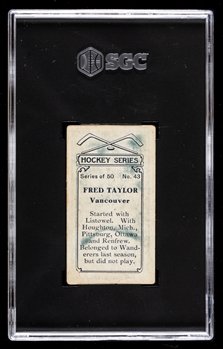 SGC
HOCKEY SERIES
Series of 50 No. 43
FRED TAYLOR
Vancouver
Started with
Listowel. With
Houghton, Mich.,
Pittsburg, Ottawa
and Renfrew.
Belonged to Wand-
erers last season,
but did not play.